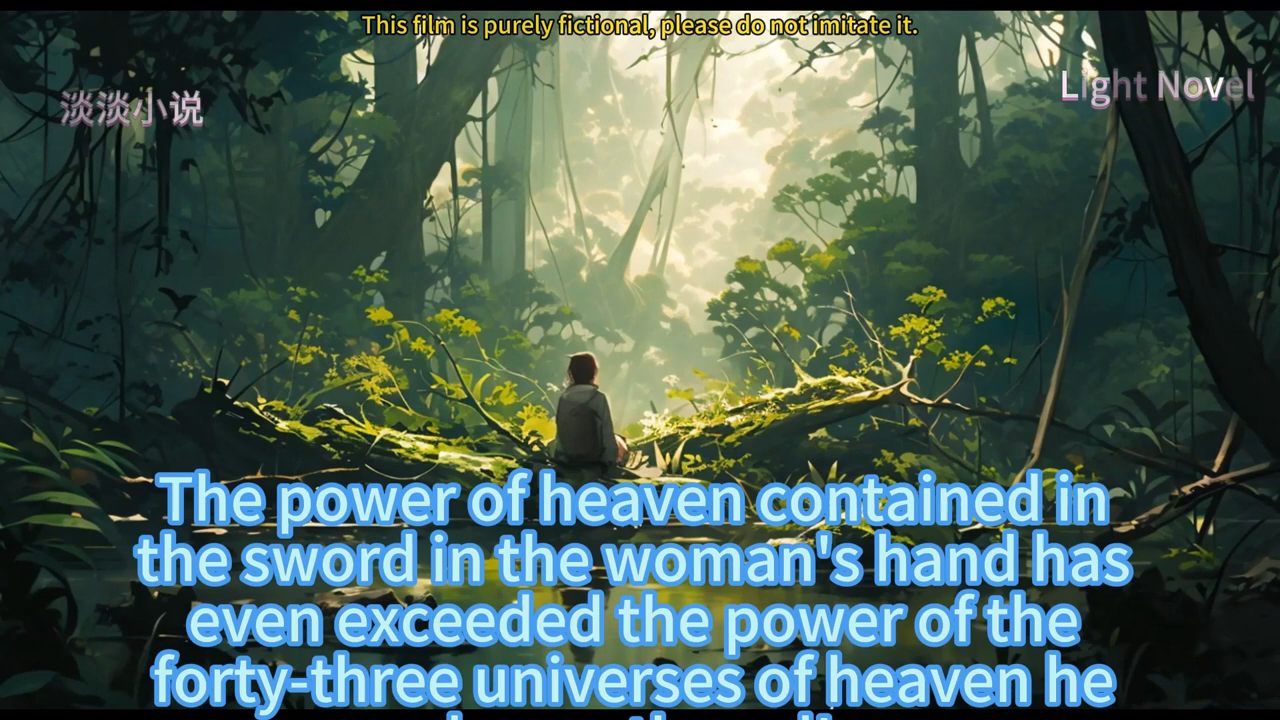 This film is purely fictional, please do not imitate it.
Light Novel
淡淡小说
The power of heaven contained in
the sword in the woman's hand has
even exceeded the power of the
forty-three universes of heaven he